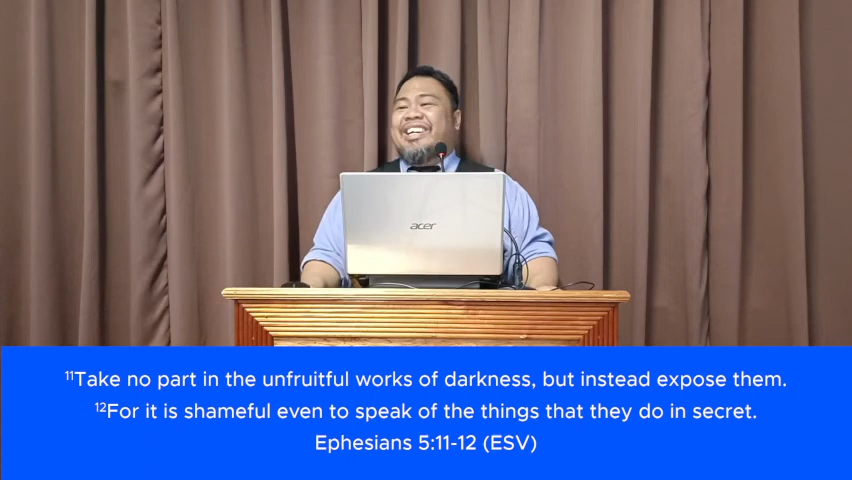 acer
¹¹Take no part in the unfruitful works of darkness, but instead expose them.
¹²For it is shameful even to speak of the things that they do in secret.
Ephesians 5:11-12 (ESV)